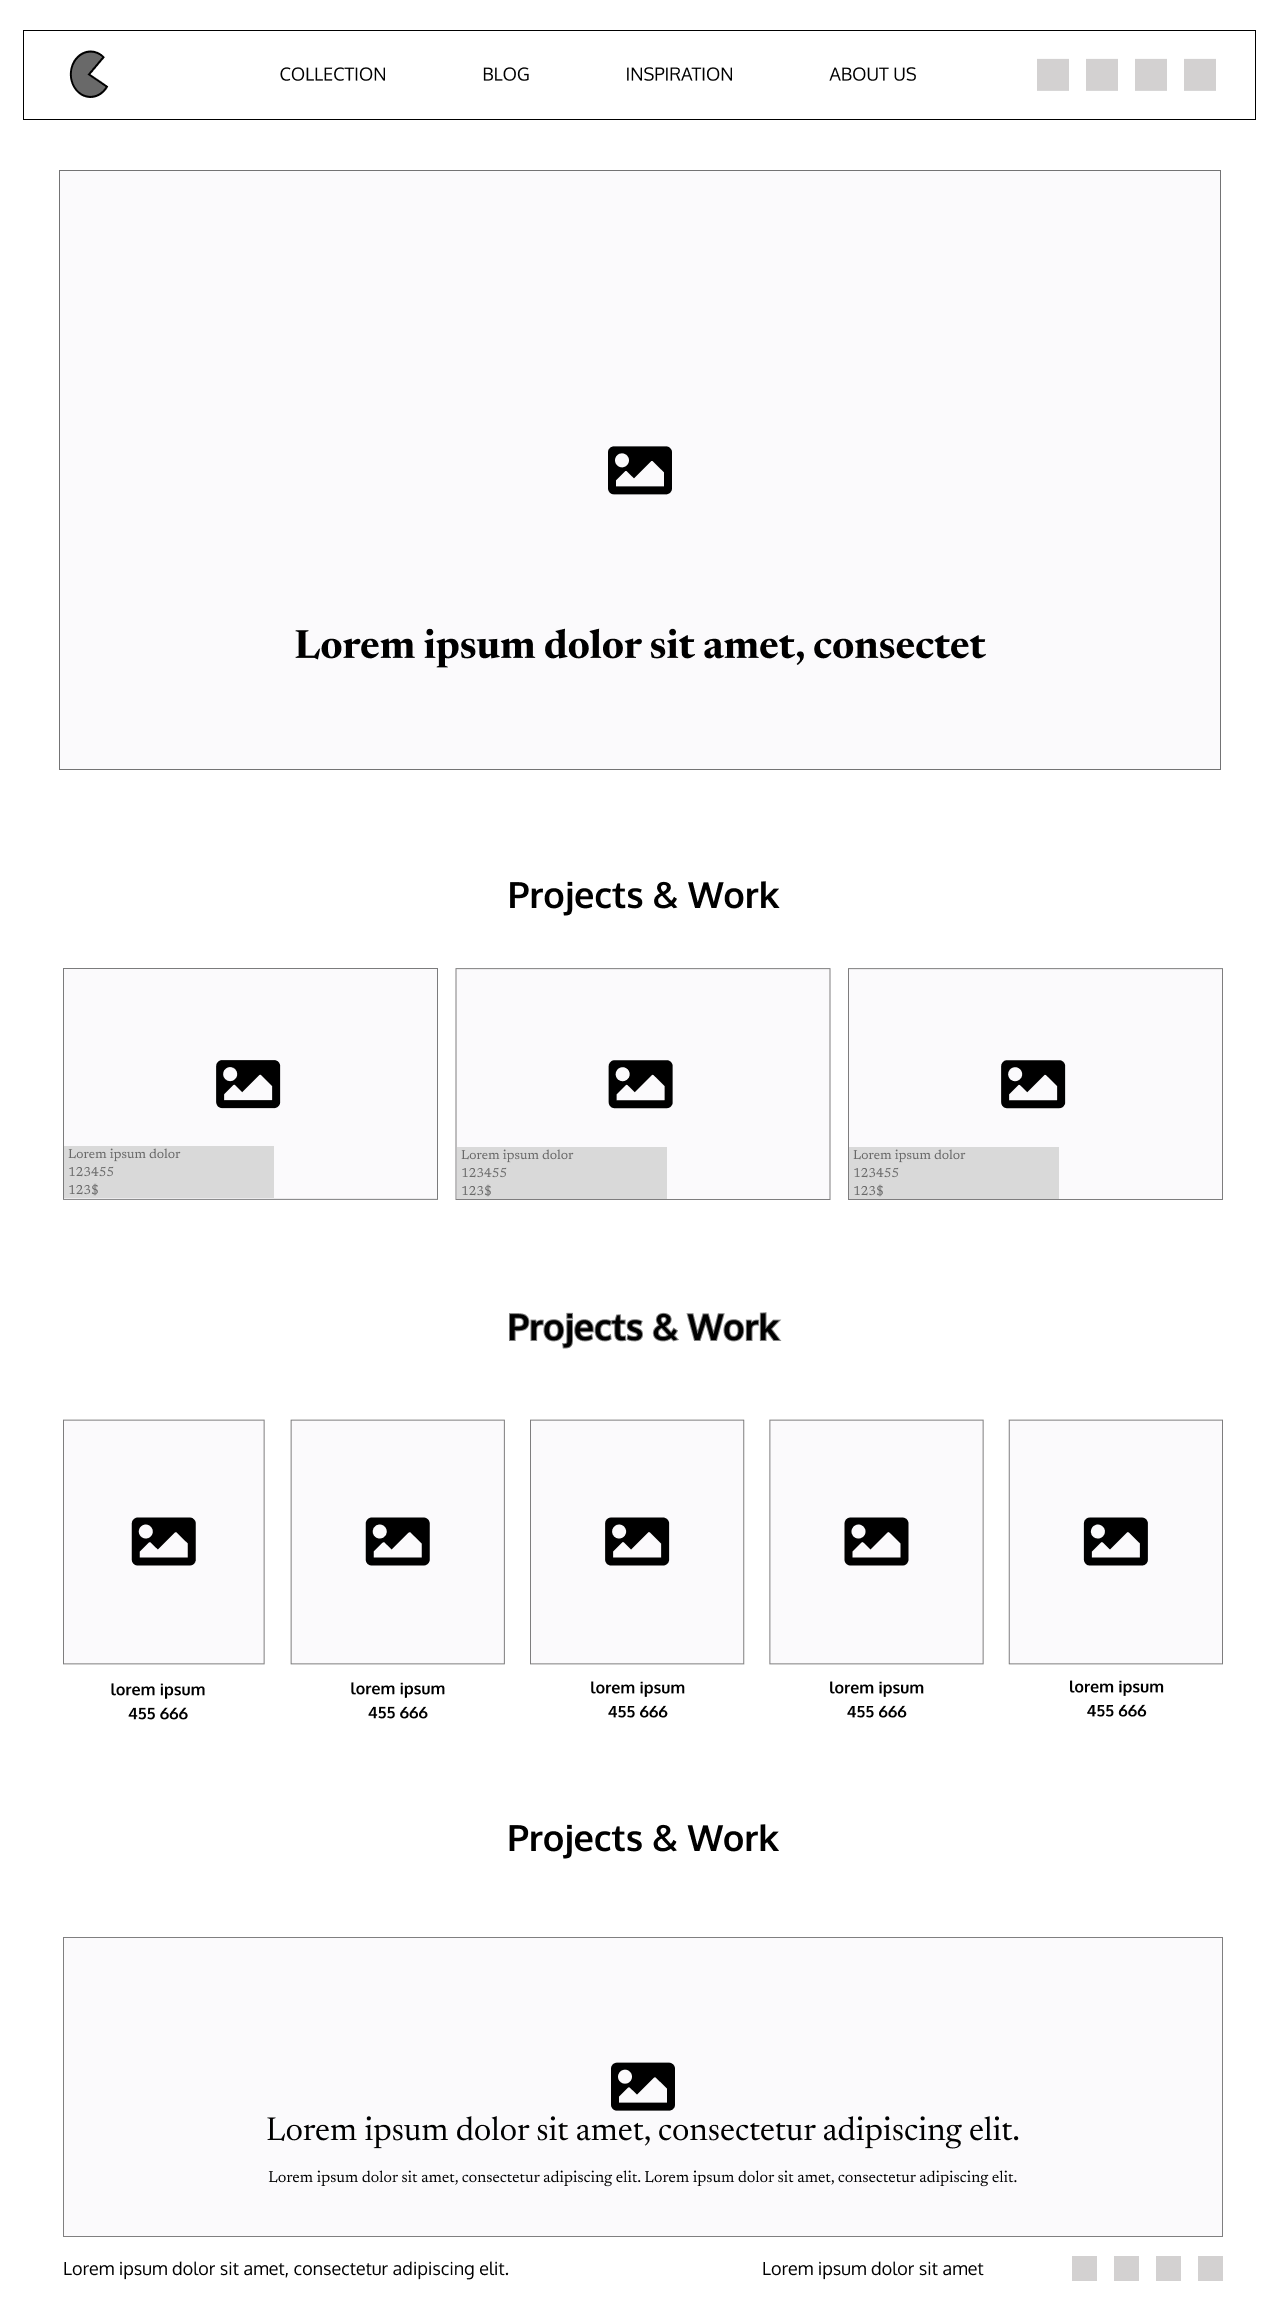 COLLECTION BLOG INSPIRATION ABOUT US
Lorem ipsum dolor sit amet, consectet
Projects & Work
Lorem ipsum dolor
123455
123$
Lorem ipsum dolor
123455
123$
Lorem ipsum dolor
123455
123$
Projects & Work
lorem ipsum
455 666
lorem ipsum
455 666
lorem ipsum
455 666
lorem ipsum
455 666
lorem ipsum
455 666
Projects & Work
Lorem ipsum dolor sit amet, consectetur adipiscing elit.
Lorem ipsum dolor sit amet, consectetur adipiscing elit. Lorem ipsum dolor sit amet, consectetur adipiscing elit.
Lorem ipsum dolor sit amet, consectetur adipiscing elit.
Lorem ipsum dolor sit amet